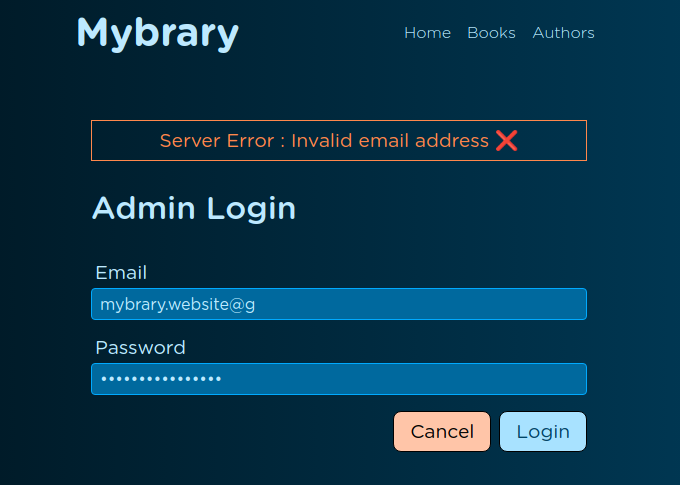 Mybrary
Home Books Authors
Server Error : Invalid email address ❌
Admin Login
Email
mybrary.website@g
Password
••••••••••••••••
Cancel Login